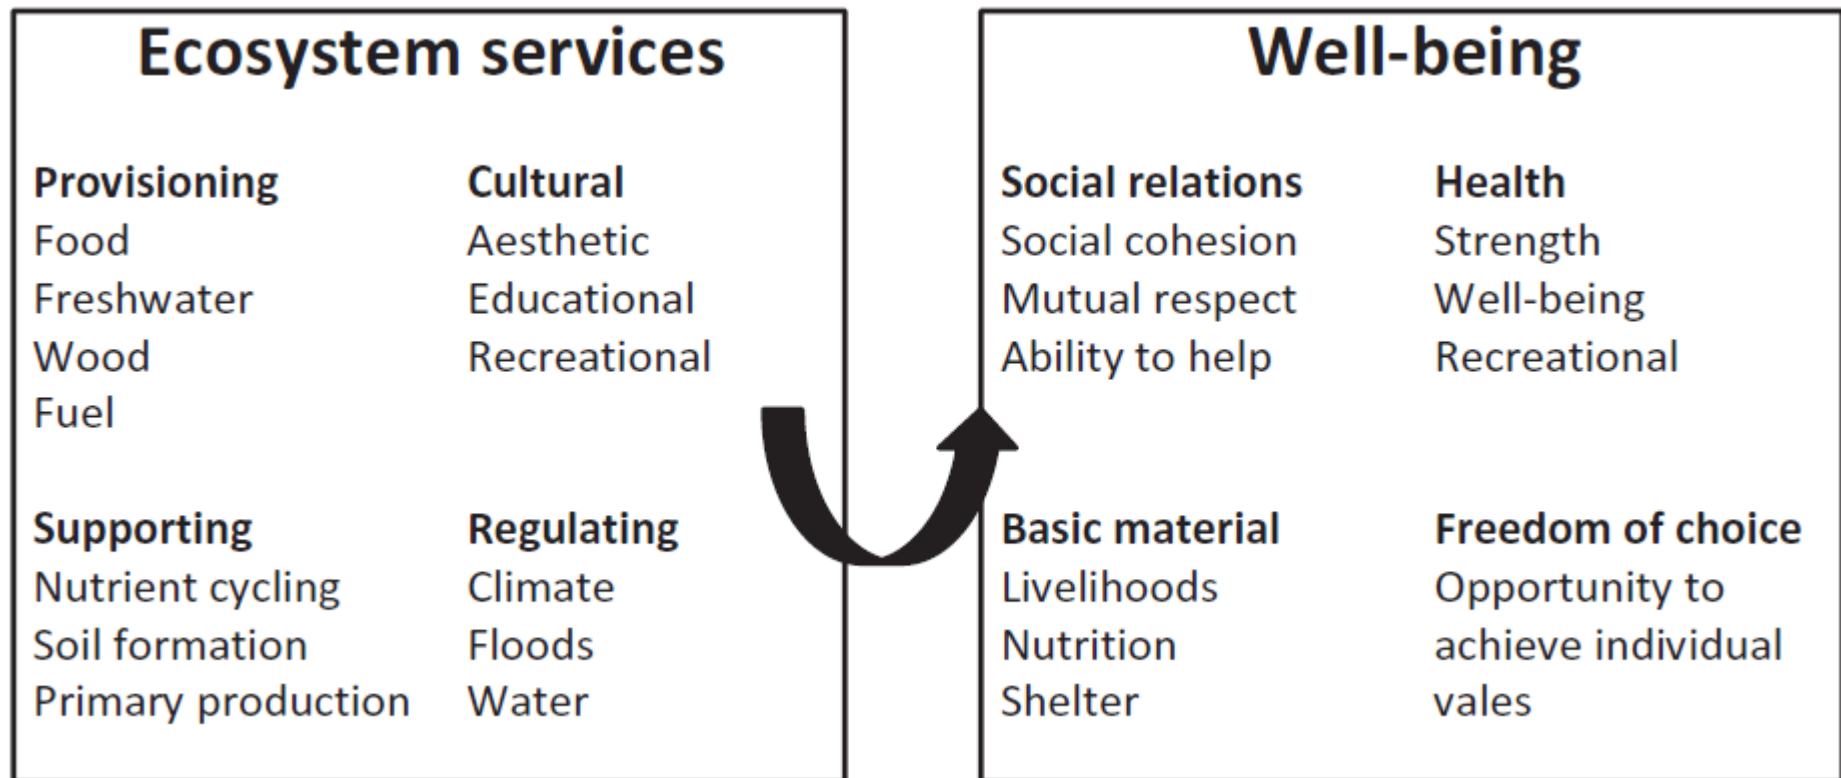 Ecosystem services
Provisioning
Food
Freshwater
Wood
Fuel
Cultural
Aesthetic
Educational
Recreational
Supporting
Nutrient cycling
Soil formation
Primary production
Regulating
Climate
Floods
Water
Well-being
Social relations
Social cohesion
Mutual respect
Ability to help
Health
Strength
Well-being
Recreational
Basic material
Livelihoods
Nutrition
Shelter
Freedom of choice
Opportunity to
achieve individual
vales